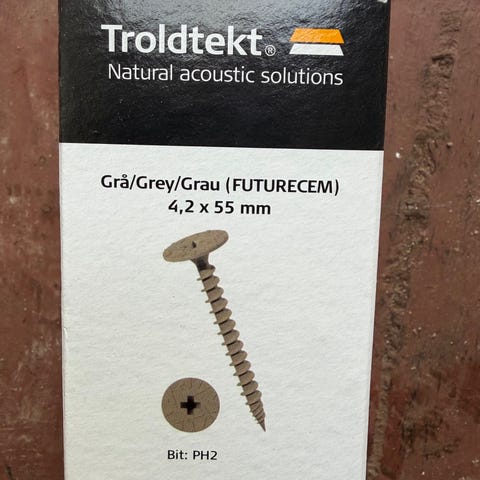 Troldtekt®
Natural acoustic solutions
Grå/Grey/Grau (FUTURECEM)
4,2 x 55 mm
Bit: PH2